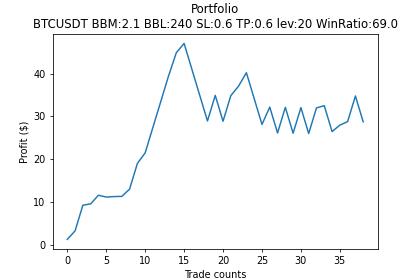 Portfolio
BTCUSDT BBM:2.1 BBL:240 SL:0.6 TP:0.6 lev:20 WinRatio:69.0
40
30
20
10
0
Profit ($)
0 5 10 15 20 25 30 35
Trade counts